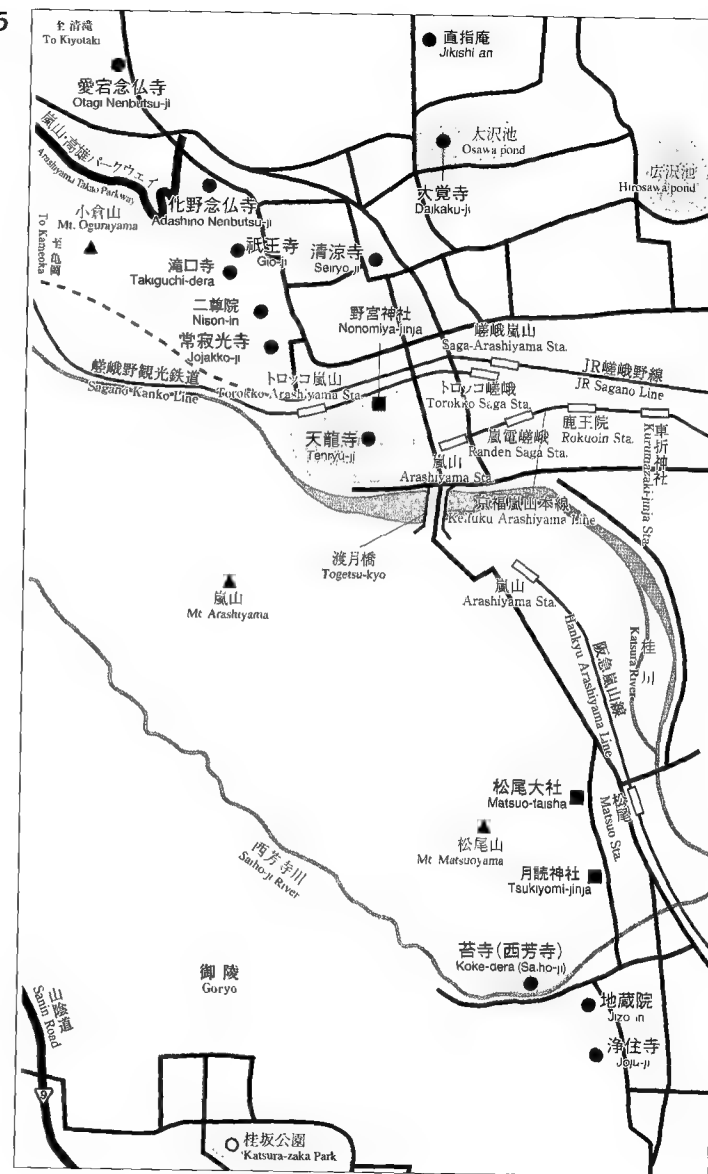 5
至 清滝
To Kiyotaki
直指庵
Jikishi an
愛宕念仏寺
Otagi Nenbutsu-ji
嵐山・高雄パークウェイ
Arashiyama Takao Parkway
大沢池
Osawa pond
広沢池
Hirosawa pond
大覚寺
Daikaku-ji
化野念仏寺
Adashino Nenbutsu-ji
小倉山
Mt. Ogurayama
至 亀岡
To Kameoka
祇王寺
Gio-ji
清涼寺
Seiryo ji
滝口寺
Takiguchi-dera
二尊院
Nison-in
野宮神社
Nonomiya-jinja
常寂光寺
Jojakko-ji
嵯峨嵐山
Saga-Arashiyama Sta.
嵯峨野観光鉄道
Sagano Kanko Line
トロッコ嵐山
Torokko Arashiyama Sta.
トロッコ嵯峨
Torokko Saga Sta.
JR嵯峨野線
JR Sagano Line
嵐電嵯峨
Randen Saga Sta.
鹿王院
Rokuoin Sta.
車折神社
Kurumazaki-jinja Sta.
天龍寺
Tenryu-ji
嵐山
Arashiyama Sta.
京福嵐山本線
Keifuku Arashiyama Line
渡月橋
Togetsu-kyo
嵐山
Mt Arashiyama
嵐山
Arashiyama Sta.
阪急嵐山線
Hankyu Arashiyama Line
桂川
Katsura River
松尾大社
Matsuo-taisha
松尾
Matsuo Sta.
松尾山
Mt Matsuoyama
西芳寺川
Saiho-ji River
月読神社
Tsukiyomi-jinja
苔寺(西芳寺)
Koke-dera (Saiho-ji)
御陵
Goryo
山陰道
Sanin Road
9
地蔵院
Jizo in
浄住寺
Joju-ji
桂坂公園
Katsura-zaka Park